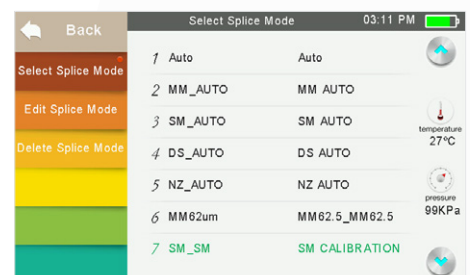 Back
Select Splice Mode 03:11 PM
Select Splice Mode
Edit Splice Mode
Delete Splice Mode
1 Auto Auto
2 MM_AUTO MM AUTO
3 SM_AUTO SM AUTO
4 DS_AUTO DS AUTO
5 NZ_AUTO NZ AUTO
6 MM62um MM62.5_MM62.5
7 SM_SM SM CALIBRATION
temperature
27℃
pressure
99KPa